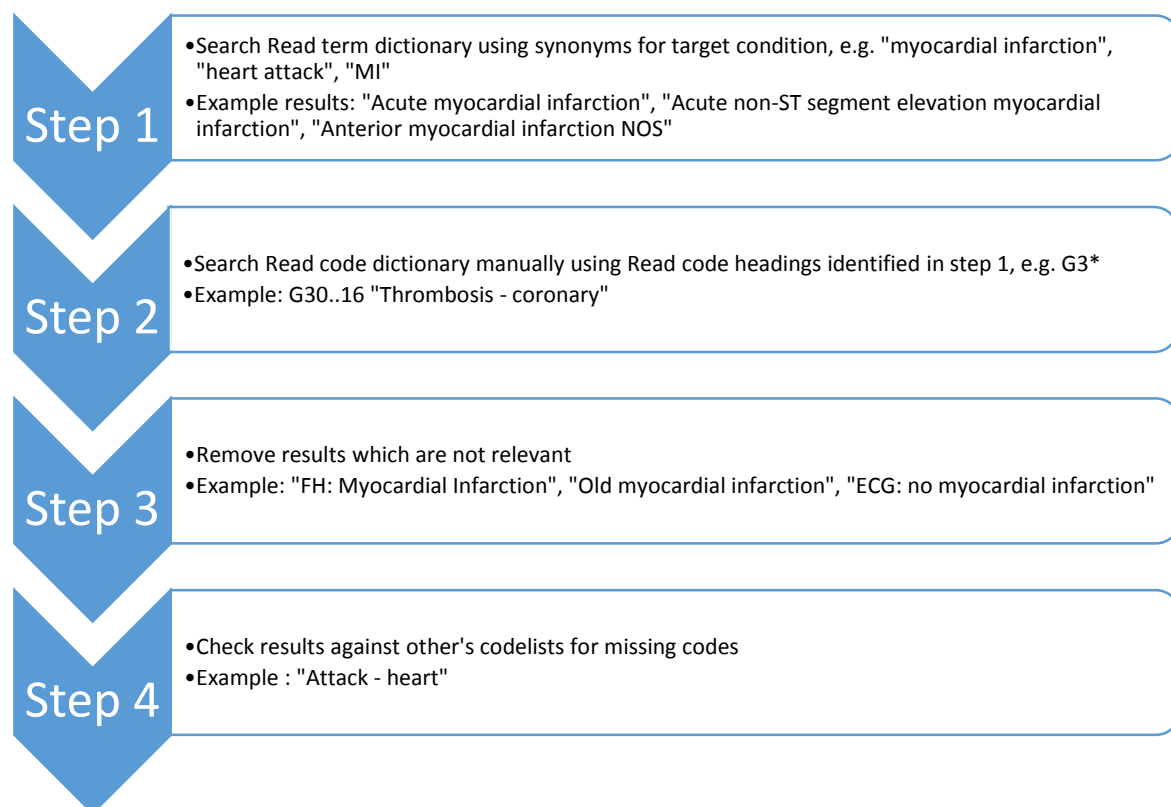 Step 1
•Search Read term dictionary using synonyms for target condition, e.g. "myocardial infarction",
"heart attack", "MI"
•Example results: "Acute myocardial infarction", "Acute non-ST segment elevation myocardial
infarction", "Anterior myocardial infarction NOS"
Step 2
•Search Read code dictionary manually using Read code headings identified in step 1, e.g. G3*
•Example: G30..16 "Thrombosis - coronary"
Step 3
•Remove results which are not relevant
•Example: "FH: Myocardial Infarction", "Old myocardial infarction", "ECG: no myocardial infarction"
Step 4
•Check results against other's codelists for missing codes
•Example : "Attack - heart"